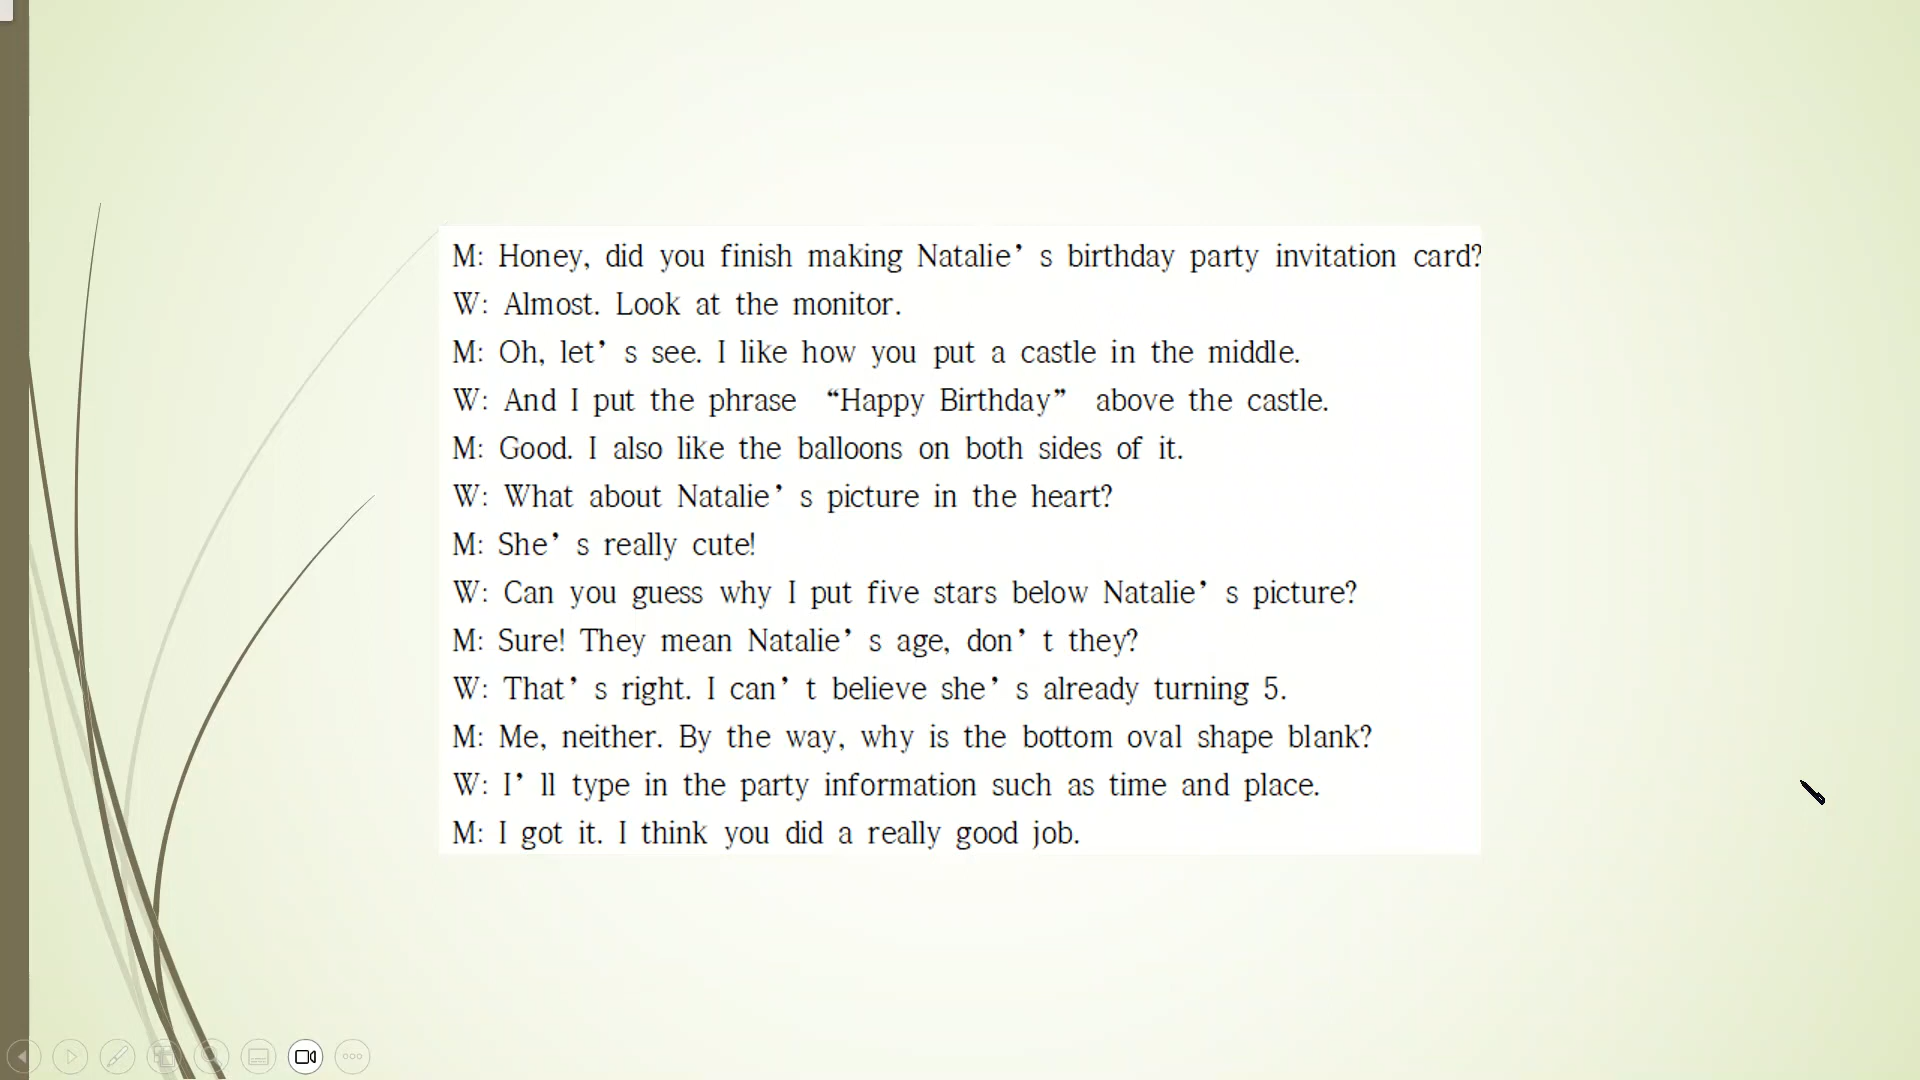 M: Honey, did you finish making Natalie’s birthday party invitation card?
W: Almost. Look at the monitor.
M: Oh, let’s see. I like how you put a castle in the middle.
W: And I put the phrase “Happy Birthday” above the castle.
M: Good. I also like the balloons on both sides of it.
W: What about Natalie’s picture in the heart?
M: She’s really cute!
W: Can you guess why I put five stars below Natalie’s picture?
M: Sure! They mean Natalie’s age, don’t they?
W: That’s right. I can’t believe she’s already turning 5.
M: Me, neither. By the way, why is the bottom oval shape blank?
W: I’ll type in the party information such as time and place.
M: I got it. I think you did a really good job.